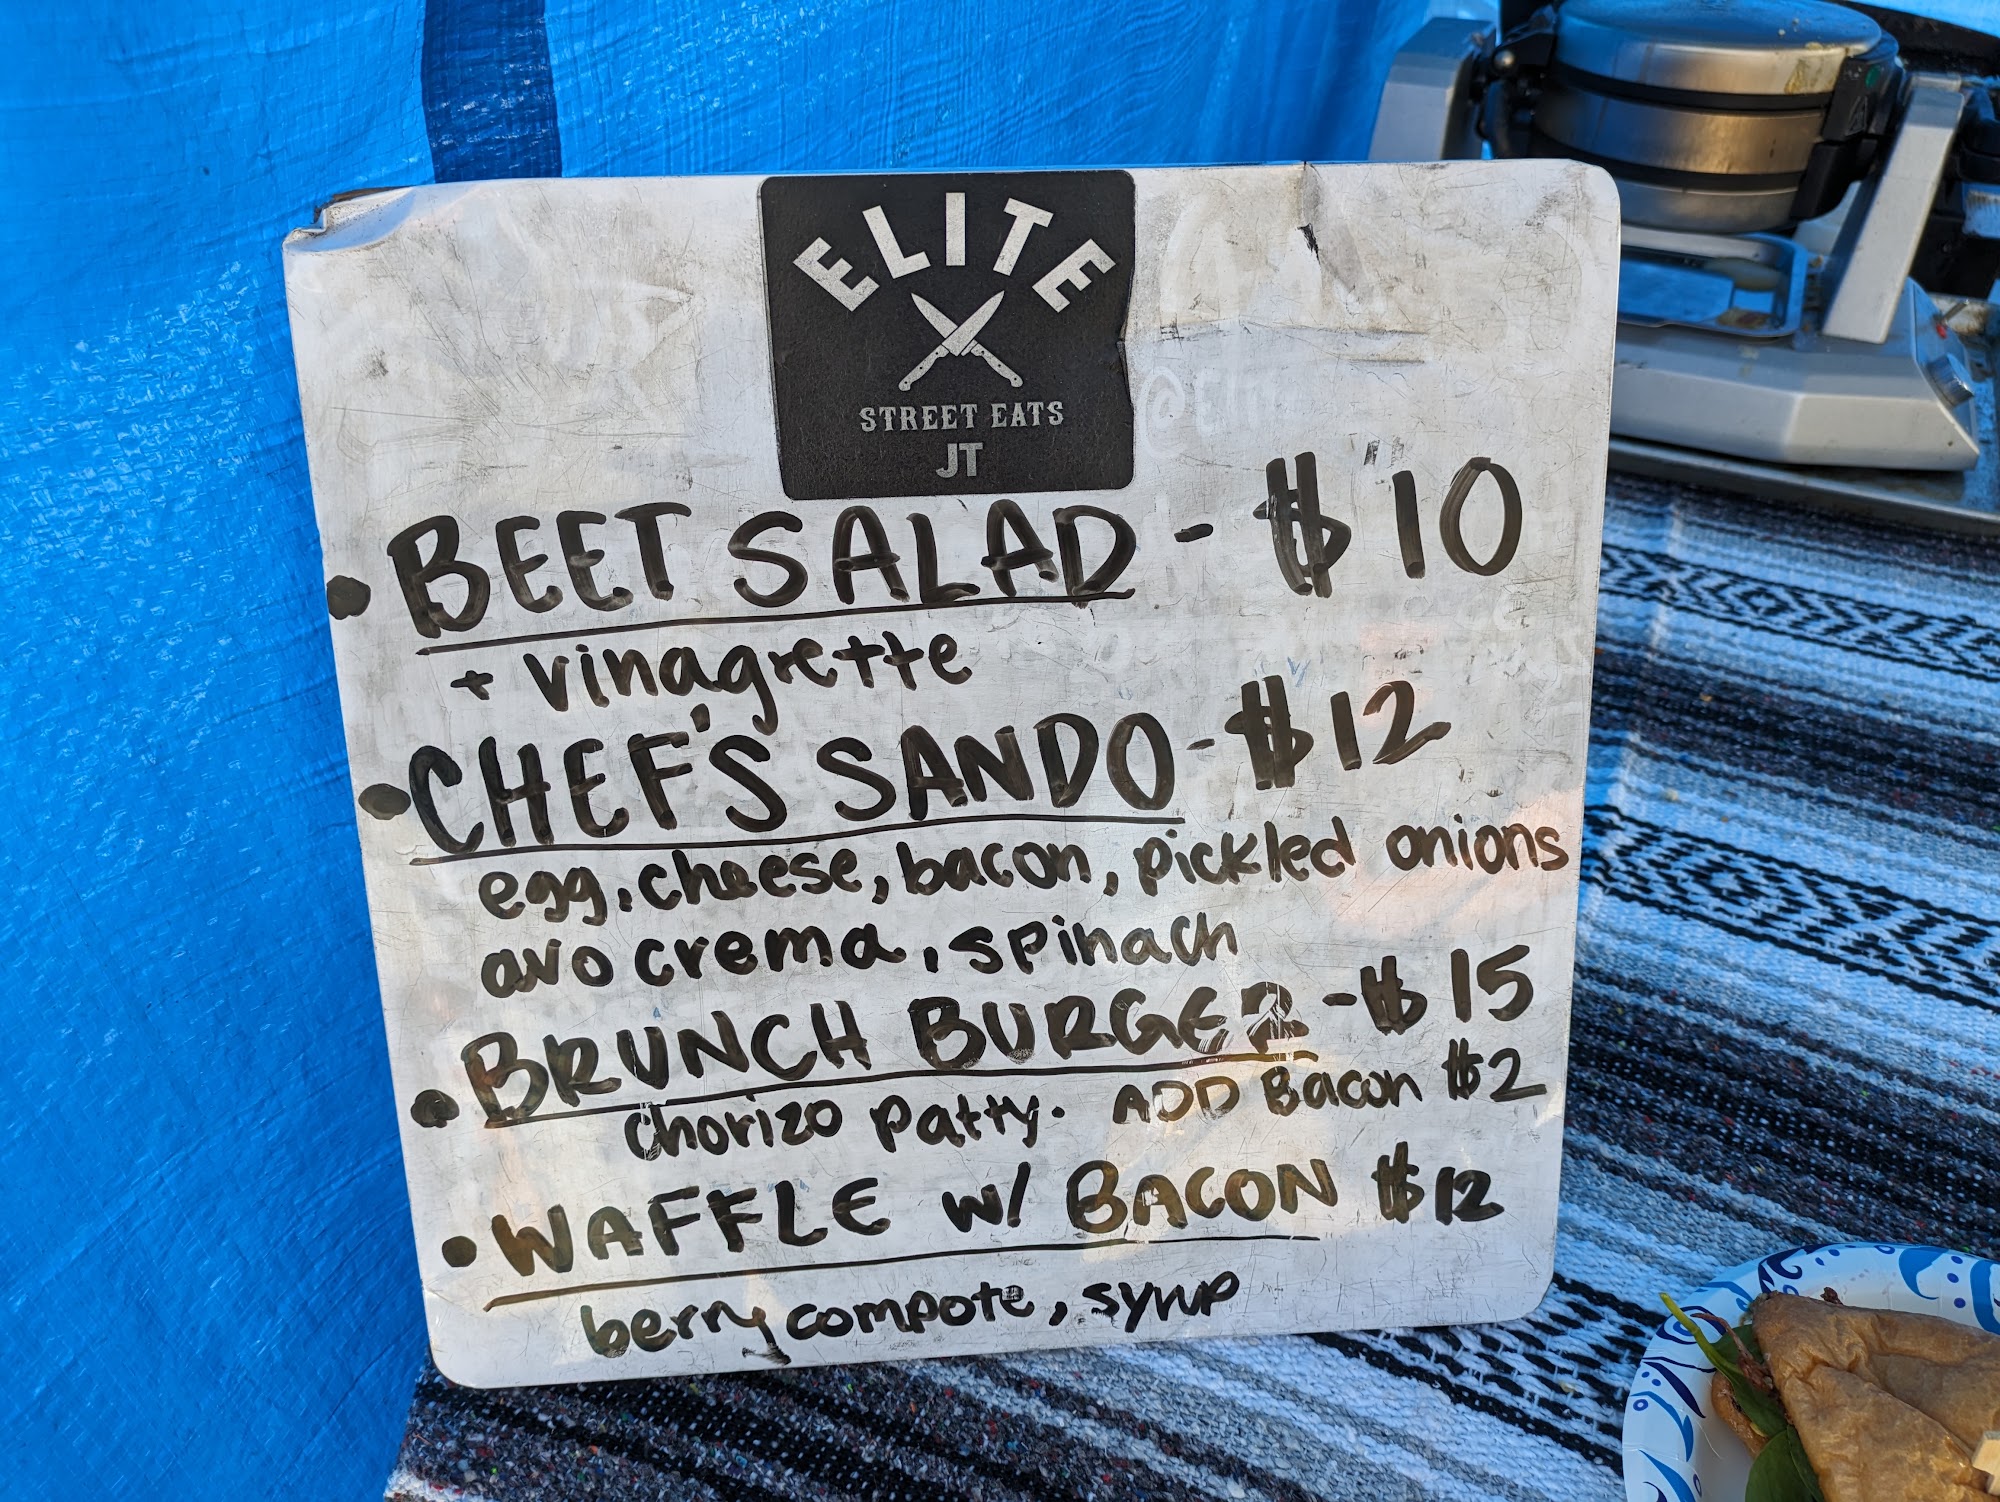 ELITE
STREET EATS
JT
@Elit
• BEET SALAD - $10
+ vinagrette
• CHEF'S SANDO - $12
egg, cheese, bacon, pickled onions
avo crema, spinach
• BRUNCH BURGER - $15
chorizo patty. ADD Bacon $2
• WAFFLE w/ BACON $12
berry compote, syrup